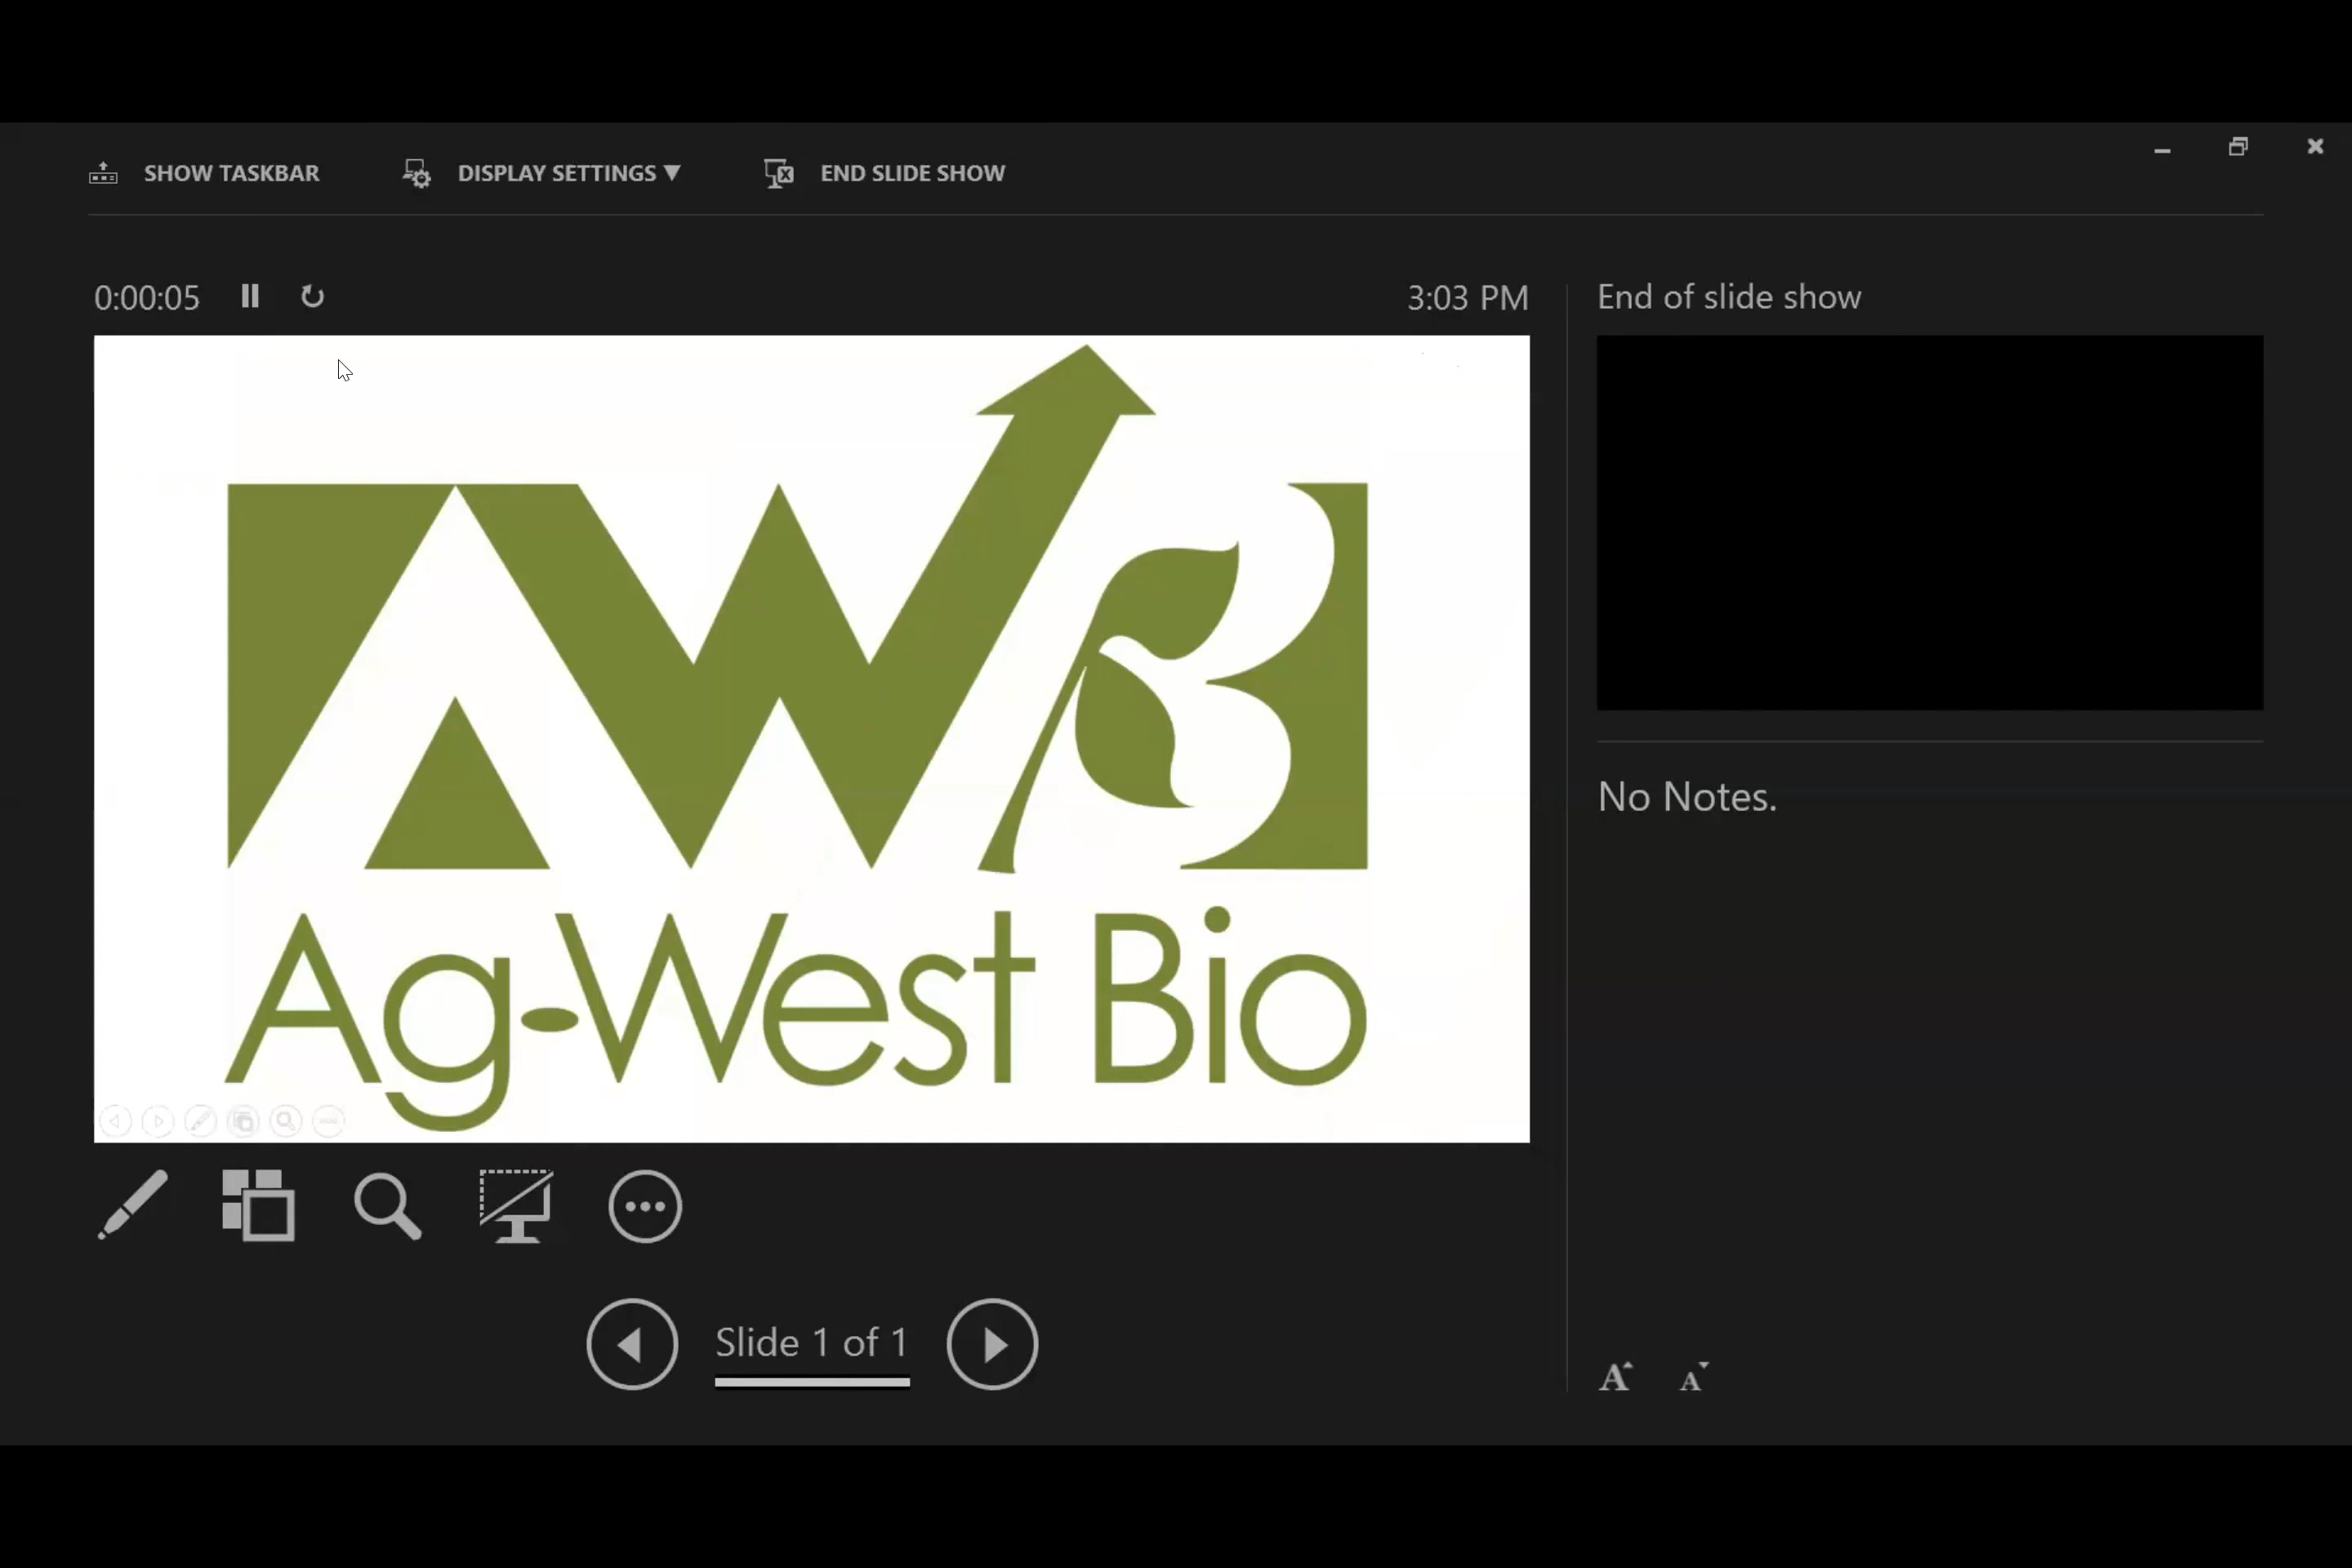 SHOW TASKBAR
DISPLAY SETTINGS ▼
END SLIDE SHOW
0:00:05
3:03 PM
End of slide show
AWB
Ag-West Bio
No Notes.
Slide 1 of 1
A A